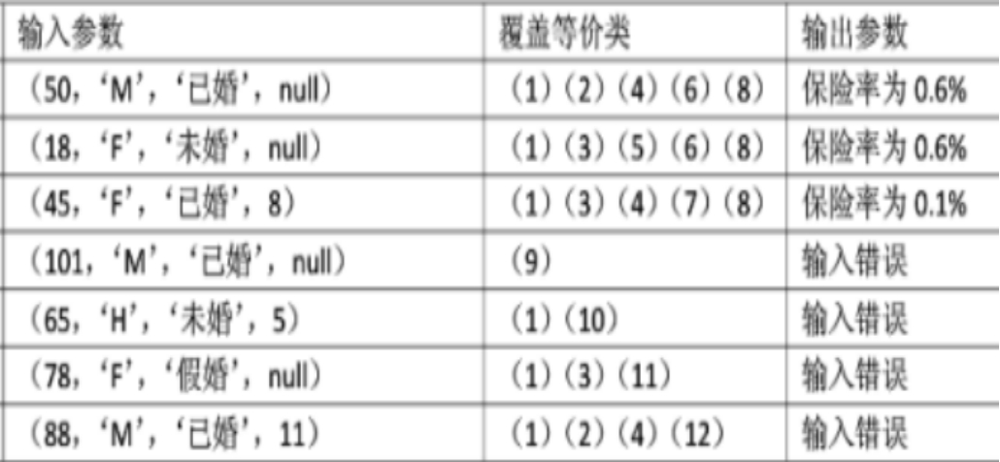 输入参数 覆盖等价类 输出参数
（50，‘M’，‘已婚’，null） （1）（2）（4）（6）（8） 保险率为 0.6%
（18，‘F’，‘未婚’，null） （1）（3）（5）（6）（8） 保险率为 0.6%
（45，‘F’，‘已婚’，8） （1）（3）（4）（7）（8） 保险率为 0.1%
（101，‘M’，‘已婚’，null） （9） 输入错误
（65，‘H’，‘未婚’，5） （1）（10） 输入错误
（78，‘F’，‘假婚’，null） （1）（3）（11） 输入错误
（88，‘M’，‘已婚’，11） （1）（2）（4）（12） 输入错误